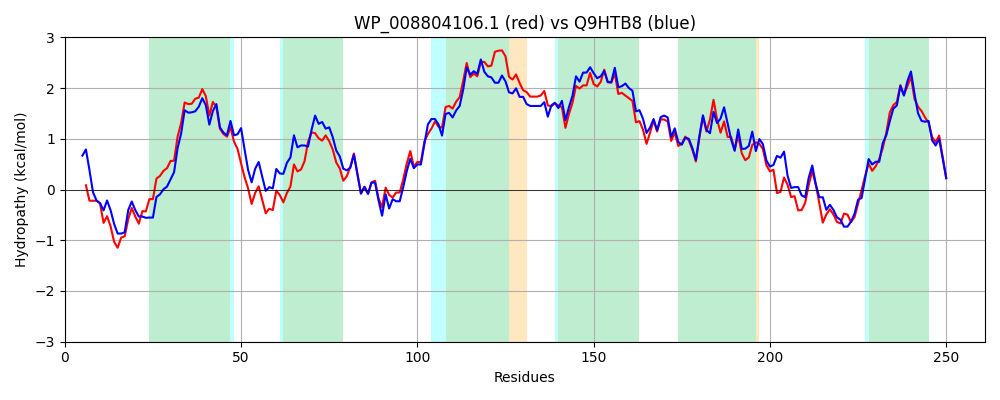 WP_008804106.1 (red) vs Q9HTB8 (blue)
Hydropathy (kcal/mol)
3
2
1
0
−1
−2
−3
0 50 100 150 200 250
Residues